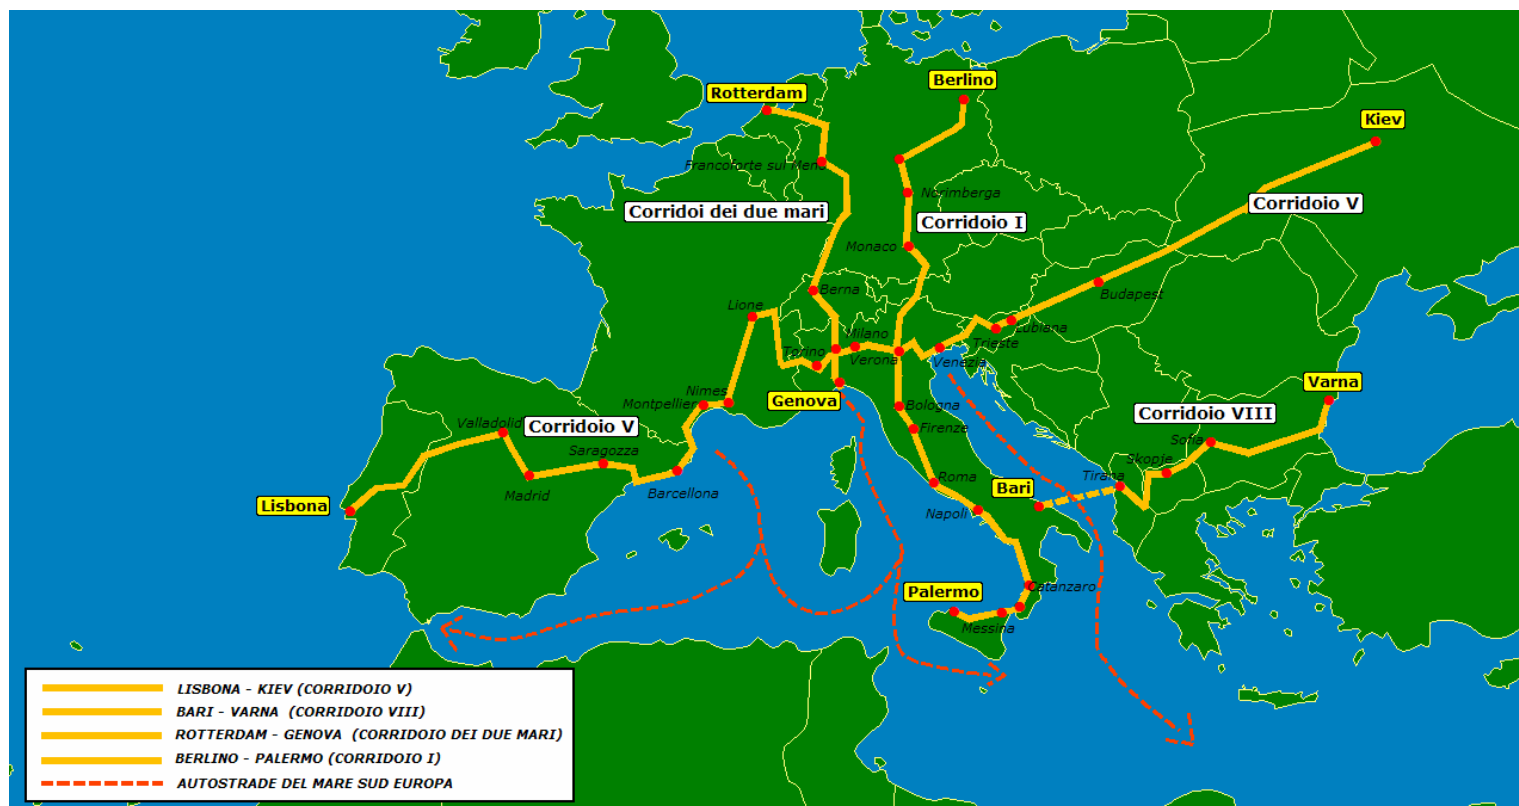 Berlino
Rotterdam
Kiev
Francoforte sul Meno
Norimberga
Corridoio V
Corridoi dei due mari
Corridoio I
Monaco
Berna
Budapest
Lione
Lubiana
Milano
Trieste
Torino
Verona
Venezia
Varna
Nimes
Genova
Montpellier
Bologna
Corridoio VIII
Valladolid
Corridoio V
Firenze
Sofia
Saragozza
Skopje
Barcellona
Tirana
Roma
Bari
Madrid
Lisbona
Napoli
Catanzaro
Palermo
Messina
LISBONA - KIEV (CORRIDOIO V)
BARI - VARNA (CORRIDOIO VIII)
ROTTERDAM - GENOVA (CORRIDOIO DEI DUE MARI)
BERLINO - PALERMO (CORRIDOIO I)
AUTOSTRADE DEL MARE SUD EUROPA